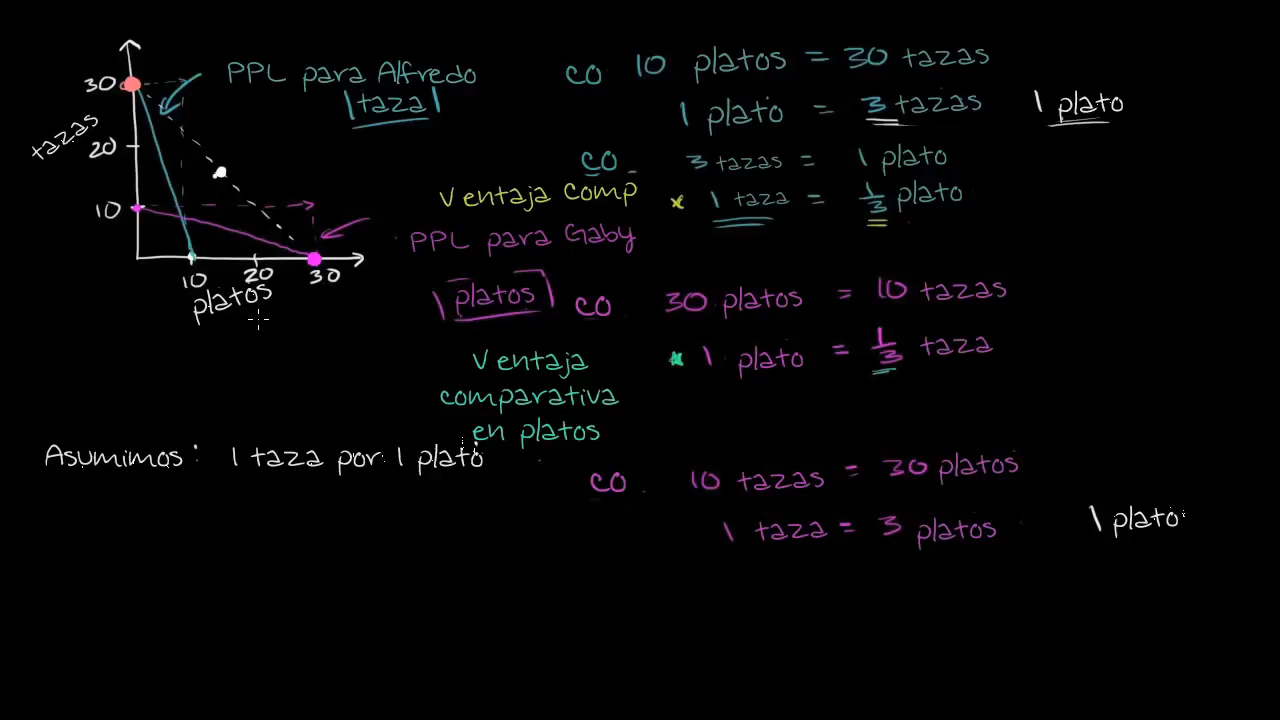 30
tazas
20
10
10
20
30
platos
PPL para Alfredo
1 taza
CO 10 platos = 30 tazas
1 plato = 3 tazas
1 plato
CO 3 tazas = 1 plato
Ventaja Comp * 1 taza = 1/3 plato
PPL para Gaby
1 platos
CO 30 platos = 10 tazas
* 1 plato = 1/3 taza
Ventaja
comparativa
en platos
Asumimos: 1 taza por 1 plato
CO 10 tazas = 30 platos
1 taza = 3 platos
1 plato